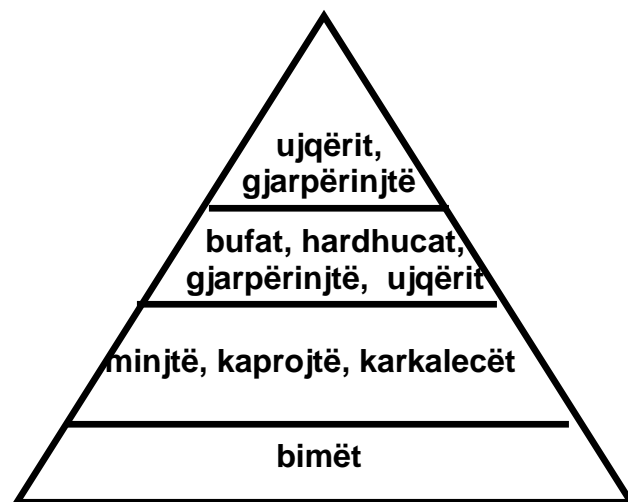 ujqërit,
gjarpërinjtë
bufat, hardhucat,
gjarpërinjtë, ujqërit
minjtë, kaprojtë, karkalecët
bimët